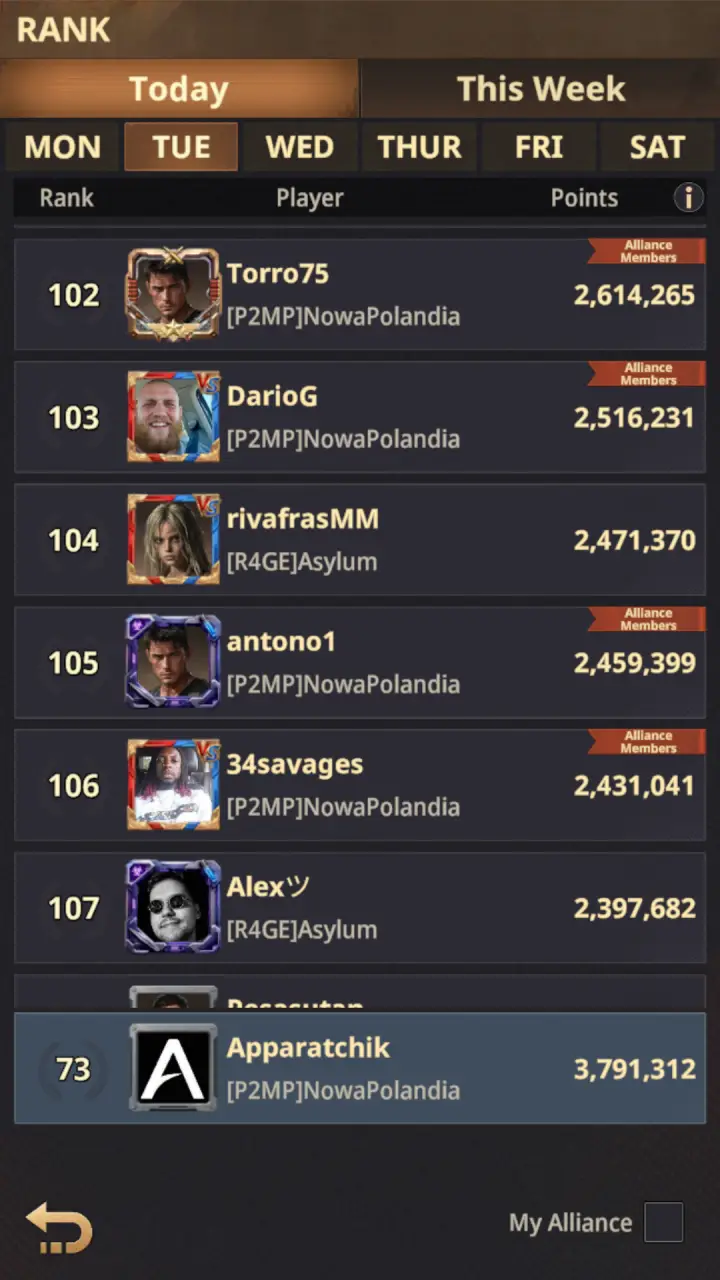 RANK
Today
This Week
MON
TUE
WED
THUR
FRI
SAT
Rank
Player
Points
Alliance
Members
102
Torro75
[P2MP]NowaPolandia
2,614,265
Alliance
Members
103
VS
DarioG
[P2MP]NowaPolandia
2,516,231
104
VS
rivafrasMM
[R4GE]Asylum
2,471,370
Alliance
Members
105
antono1
[P2MP]NowaPolandia
2,459,399
Alliance
Members
106
VS
34savages
[P2MP]NowaPolandia
2,431,041
107
Alexツ
[R4GE]Asylum
2,397,682
73
Apparatchik
[P2MP]NowaPolandia
3,791,312
My Alliance